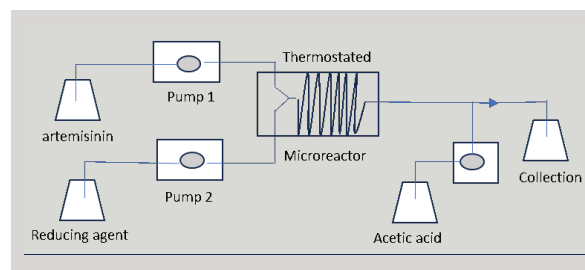 Thermostated
Pump 1
artemisinin
Microreactor
Pump 2
Collection
Reducing agent
Acetic acid